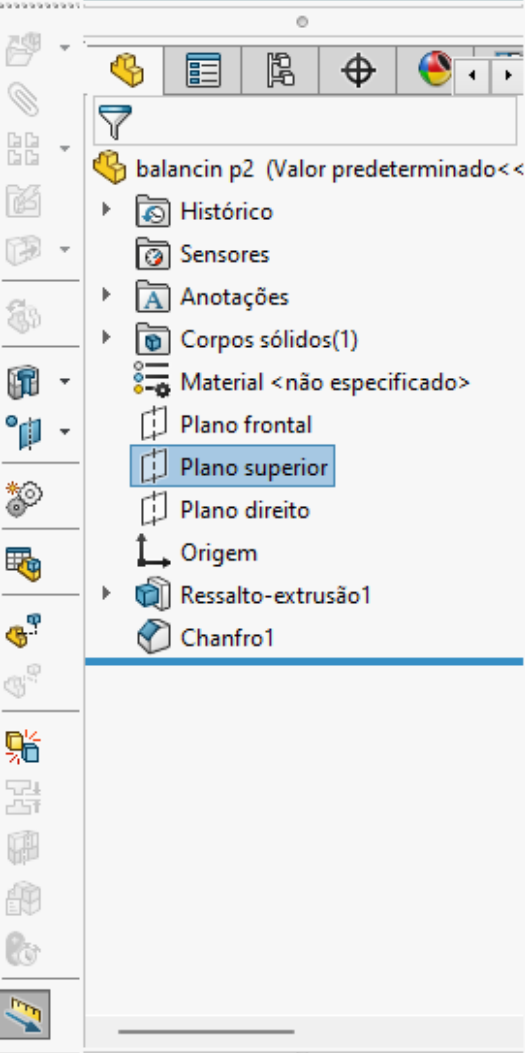 balancin p2 (Valor predeterminado<<
Histórico
Sensores
Anotações
Corpos sólidos(1)
Material <não especificado>
Plano frontal
Plano superior
Plano direito
Origem
Ressalto-extrusão1
Chanfro1